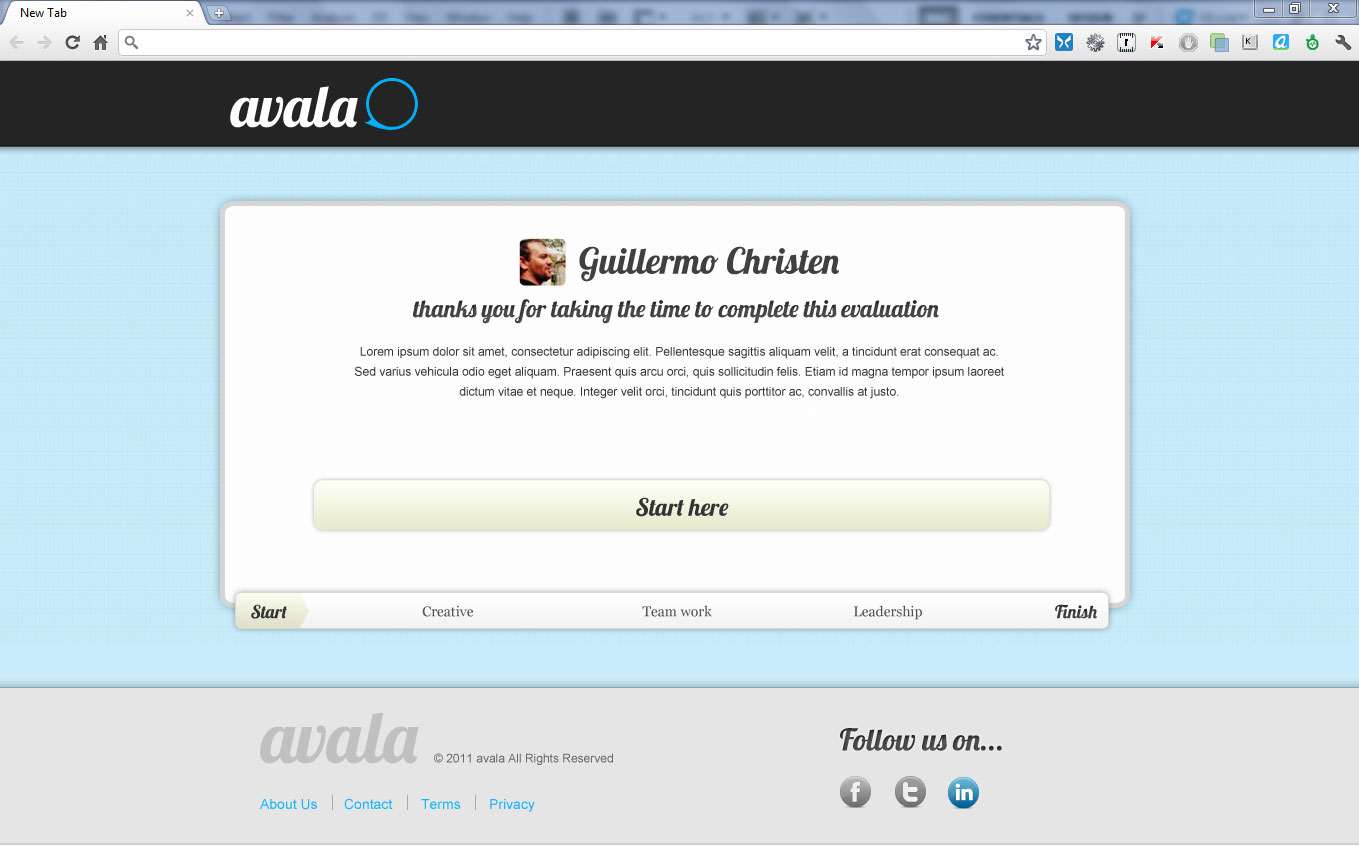 New Tab
avala
Guillermo Christen
thanks you for taking the time to complete this evaluation
Lorem ipsum dolor sit amet, consectetur adipiscing elit. Pellentesque sagittis aliquam velit, a tincidunt erat consequat ac.
Sed varius vehicula odio eget aliquam. Praesent quis arcu orci, quis sollicitudin felis. Etiam id magna tempor ipsum laoreet
dictum vitae et neque. Integer velit orci, tincidunt quis porttitor ac, convallis at justo.
Start here
Start Creative Team work Leadership Finish
avala © 2011 avala All Rights Reserved
Follow us on...
About Us Contact Terms Privacy